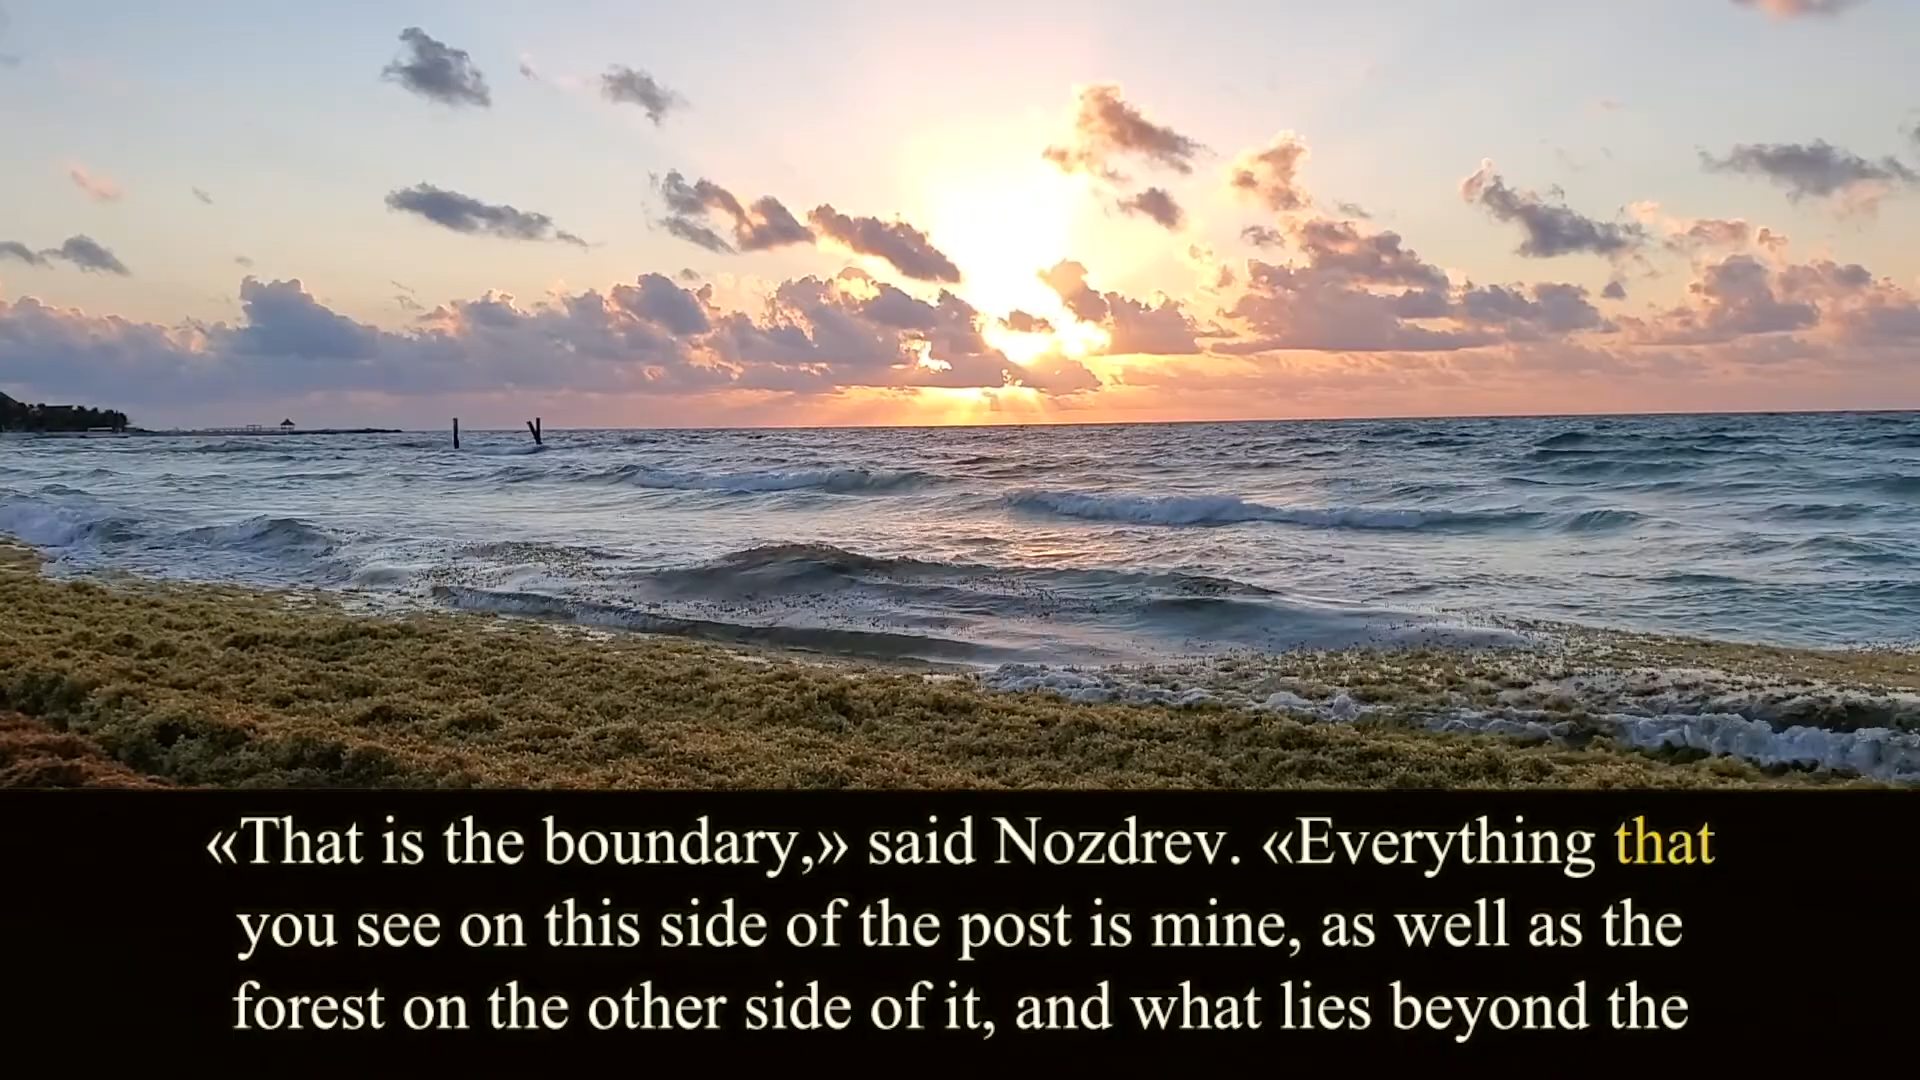 «That is the boundary,» said Nozdrev. «Everything that
you see on this side of the post is mine, as well as the
forest on the other side of it, and what lies beyond the